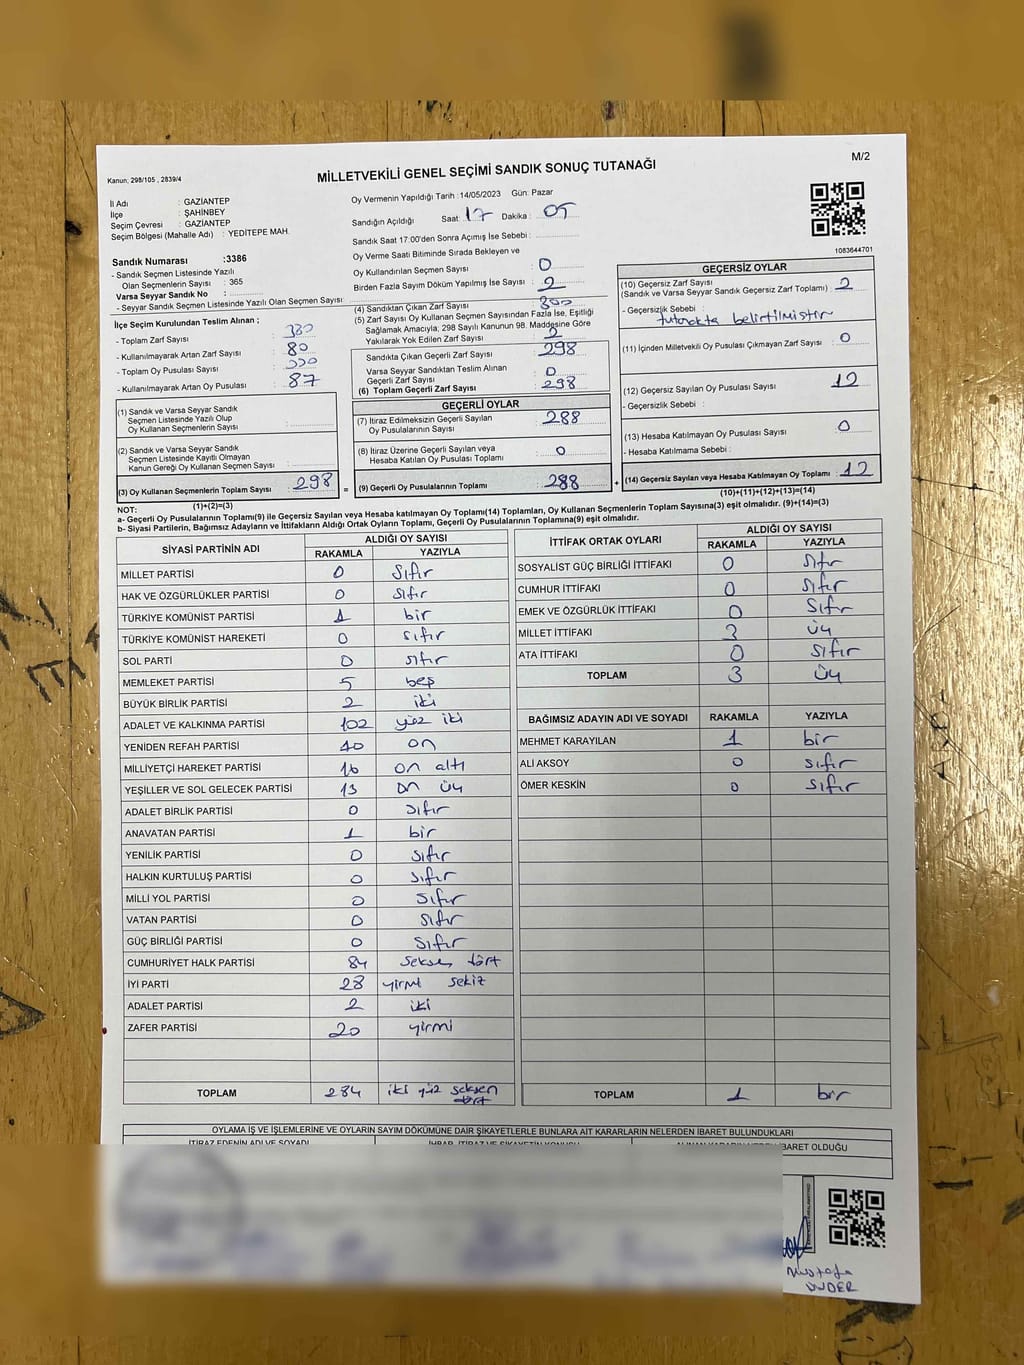 M/2
Kanun; 298/105 , 2839/4
MİLLETVEKİLİ GENEL SEÇİMİ SANDIK SONUÇ TUTANAĞI
İl Adı : GAZİANTEP
İlçe : ŞAHİNBEY
Seçim Çevresi : GAZİANTEP
Seçim Bölgesi (Mahalle Adı) : YEDİTEPE MAH.
Sandık Numarası :3386
- Sandık Seçmen Listesinde Yazılı
Olan Seçmenlerin Sayısı : 365
Varsa Seyyar Sandık No :
- Seyyar Sandık Seçmen Listesinde Yazılı Olan Seçmen Sayısı:
İlçe Seçim Kurulundan Teslim Alınan ;
- Toplam Zarf Sayısı : 380
- Kullanılmayarak Artan Zarf Sayısı : 80
- Toplam Oy Pusulası Sayısı :
- Kullanılmayarak Artan Oy Pusulası : 87
(1) Sandık ve Varsa Seyyar Sandık
Seçmen Listesinde Yazılı Olup
Oy Kullanan Seçmenlerin Sayısı :
(2) Sandık ve Varsa Seyyar Sandık
Seçmen Listesinde Kayıtlı Olmayan
Kanun Gereği Oy Kullanan Seçmen Sayısı :
(3) Oy Kullanan Seçmenlerin Toplam Sayısı : 298
(1)+(2)=(3)
Oy Vermenin Yapıldığı Tarih :14/05/2023 Gün: Pazar
Sandığın Açıldığı Saat: 17 Dakika : 05
Sandık Saat 17:00'den Sonra Açımış İse Sebebi :
Oy Verme Saati Bitiminde Sırada Bekleyen ve
Oy Kullandırılan Seçmen Sayısı : 0
Birden Fazla Sayım Döküm Yapılmış İse Sayısı : 2
(4) Sandıktan Çıkan Zarf Sayısı : 300
(5) Zarf Sayısı Oy Kullanan Seçmen Sayısından Fazla İse, Eşitliği
Sağlamak Amacıyla; 298 Sayılı Kanunun 98. Maddesine Göre
Yakılarak Yok Edilen Zarf Sayısı : 2
Sandıkta Çıkan Geçerli Zarf Sayısı : 298
Varsa Seyyar Sandıktan Teslim Alınan
Geçerli Zarf Sayısı : 0
(6) Toplam Geçerli Zarf Sayısı : 298
GEÇERLİ OYLAR
(7) İtiraz Edilmeksizin Geçerli Sayılan
Oy Pusulalarının Sayısı : 288
(8) İtiraz Üzerine Geçerli Sayılan veya
Hesaba Katılan Oy Pusulası Toplamı : 0
= (9) Geçerli Oy Pusulalarının Toplamı : 288 +
1083644701
GEÇERSİZ OYLAR
(10) Geçersiz Zarf Sayısı
(Sandık ve Varsa Seyyar Sandık Geçersiz Zarf Toplamı) : 2
- Geçersizlik Sebebi :
tutanakta belirtilmiştir
(11) İçinden Milletvekili Oy Pusulası Çıkmayan Zarf Sayısı : 0
(12) Geçersiz Sayılan Oy Pusulası Sayısı : 12
- Geçersizlik Sebebi :
(13) Hesaba Katılmayan Oy Pusulası Sayısı : 0
- Hesaba Katılmama Sebebi :
(14) Geçersiz Sayılan veya Hesaba Katılmayan Oy Toplamı : 12
(10)+(11)+(12)+(13)=(14)
NOT:
a- Geçerli Oy Pusulalarının Toplamı(9) ile Geçersiz Sayılan veya Hesaba Katılmayan Oy Toplamı(14) Toplamları, Oy Kullanan Seçmenlerin Toplam Sayısına(3) eşit olmalıdır. (9)+(14)=(3)
b- Siyasi Partilerin, Bağımsız Adayların ve İttifakların Aldığı Ortak Oyların Toplamı, Geçerli Oy Pusulalarının Toplamına(9) eşit olmalıdır.
SİYASİ PARTİNİN ADI ALDIĞI OY SAYISI
RAKAMLA YAZIYLA
MİLLET PARTİSİ 0 sıfır
HAK VE ÖZGÜRLÜKLER PARTİSİ 0 sıfır
TÜRKİYE KOMÜNİST PARTİSİ 1 bir
TÜRKİYE KOMÜNİST HAREKETİ 0 sıfır
SOL PARTİ 0 sıfır
MEMLEKET PARTİSİ 5 beş
BÜYÜK BİRLİK PARTİSİ 2 iki
ADALET VE KALKINMA PARTİSİ 102 yüz iki
YENİDEN REFAH PARTİSİ 10 on
MİLLİYETÇİ HAREKET PARTİSİ 16 on altı
YEŞİLLER VE SOL GELECEK PARTİSİ 13 on üç
ADALET BİRLİK PARTİSİ 0 sıfır
ANAVATAN PARTİSİ 1 bir
YENİLİK PARTİSİ 0 sıfır
HALKIN KURTULUŞ PARTİSİ 0 sıfır
MİLLİ YOL PARTİSİ 0 sıfır
VATAN PARTİSİ 0 sıfır
GÜÇ BİRLİĞİ PARTİSİ 0 sıfır
CUMHURİYET HALK PARTİSİ 84 seksen dört
İYİ PARTİ 28 yirmi sekiz
ADALET PARTİSİ 2 iki
ZAFER PARTİSİ 20 yirmi
TOPLAM 284 iki yüz seksen
dört
İTTİFAK ORTAK OYLARI ALDIĞI OY SAYISI
RAKAMLA YAZIYLA
SOSYALİST GÜÇ BİRLİĞİ İTTİFAKI 0 sıfır
CUMHUR İTTİFAKI 0 sıfır
EMEK VE ÖZGÜRLÜK İTTİFAKI 0 sıfır
MİLLET İTTİFAKI 3 üç
ATA İTTİFAKI 0 sıfır
TOPLAM 3 üç
BAĞIMSIZ ADAYIN ADI VE SOYADI RAKAMLA YAZIYLA
MEHMET KARAYILAN 1 bir
ALİ AKSOY 0 sıfır
ÖMER KESKİN 0 sıfır
TOPLAM 1 bir
OYLAMA İŞ VE İŞLEMLERİNE VE OYLARIN SAYIM DÖKÜMÜNE DAİR ŞİKAYETLERLE BUNLARA AİT KARARLARIN NELERDEN İBARET BULUNDUKLARI
İTİRAZ EDENİN ADI VE SOYADI İHBAR, İTİRAZ VE ŞİKAYETİN KONUSU İBARET OLDUĞU
Mustafa
ÖNDER